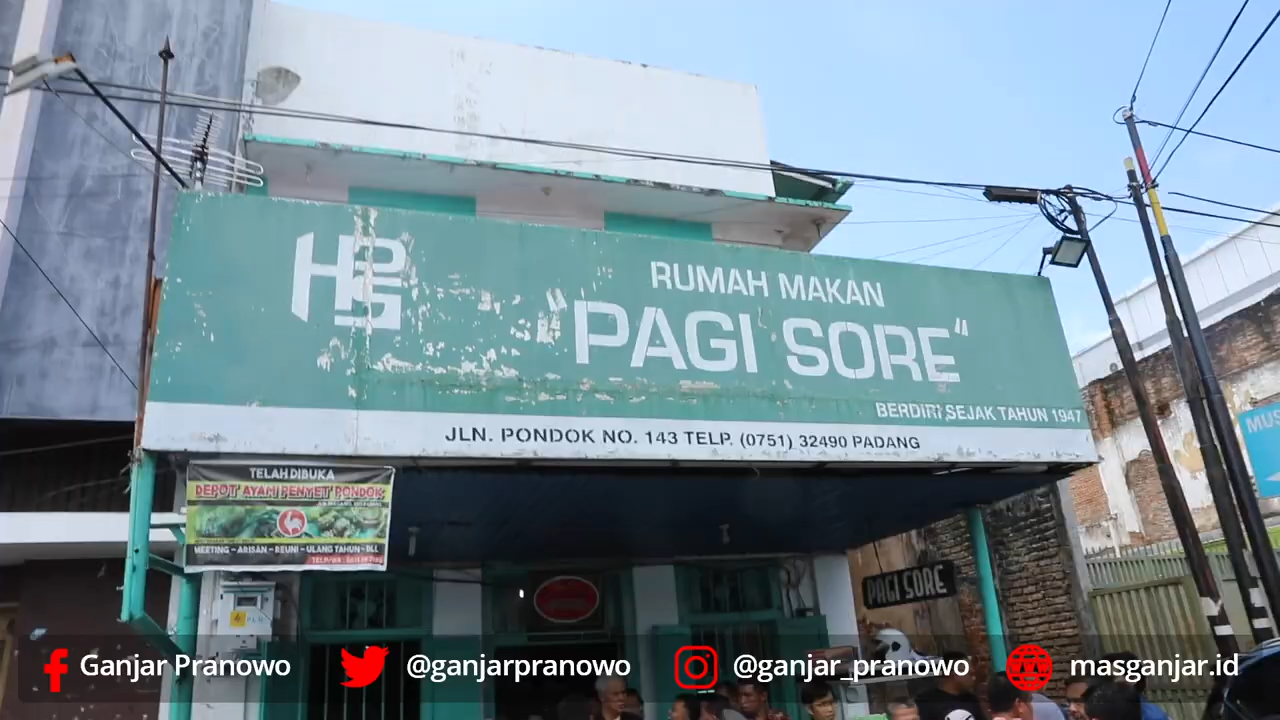 HPS
RUMAH MAKAN
"PAGI SORE"
BERDIRI SEJAK TAHUN 1947
JLN. PONDOK NO. 143 TELP. (0751) 32490 PADANG
TELAH DIBUKA
DEPOT AYAM PENYET PONDOK
MEETING - ARISAN - REUNI - ULANG TAHUN - DLL
PLN
PAGI SORE
MUS
Ganjar Pranowo
@ganjarpranowo
@ganjar_pranowo
masganjar.id